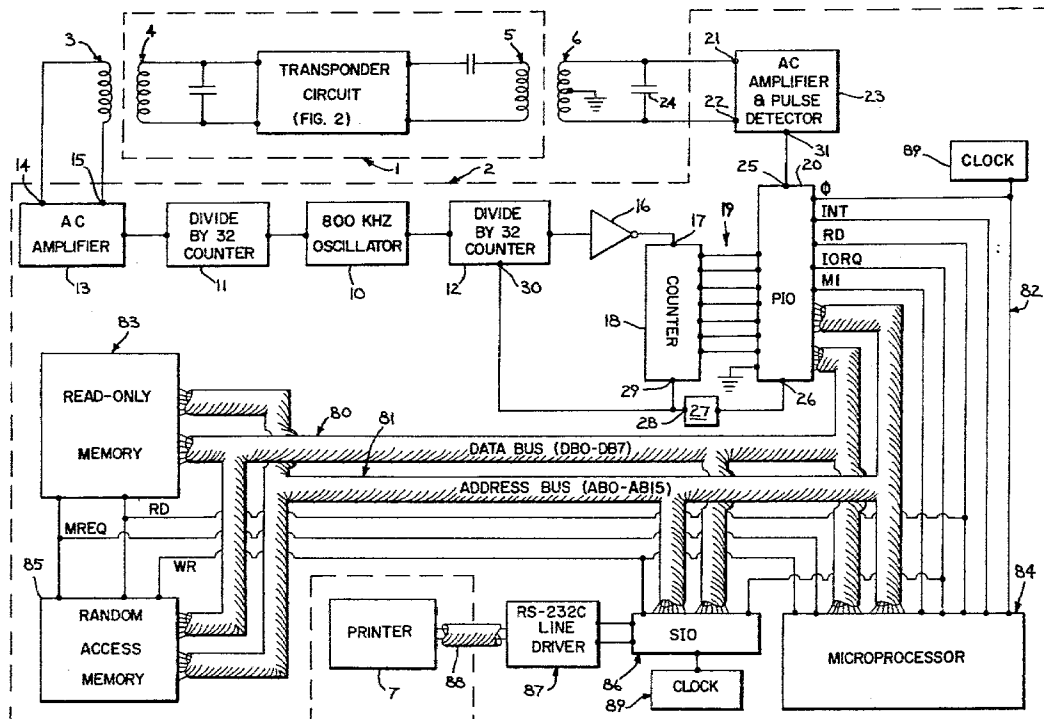 3
4
TRANSPONDER
CIRCUIT
(FIG. 2)
5
6
24
21
22
AC
AMPLIFIER
& PULSE
DETECTOR
23
31
1
2
14
15
AC
AMPLIFIER
13
DIVIDE
BY 32
COUNTER
11
800 KHZ
OSCILLATOR
10
DIVIDE
BY 32
COUNTER
12
30
16
17
COUNTER
18
29
19
25
20
PIO
26
27
28
89
CLOCK
Φ
INT
RD
IORQ
M1
82
83
READ-ONLY
MEMORY
80
81
DATA BUS (DB0-DB7)
ADDRESS BUS (AB0-AB15)
RD
MREQ
WR
85
RANDOM
ACCESS
MEMORY
PRINTER
7
88
RS-232C
LINE
DRIVER
87
SIO
86
CLOCK
89
84
MICROPROCESSOR